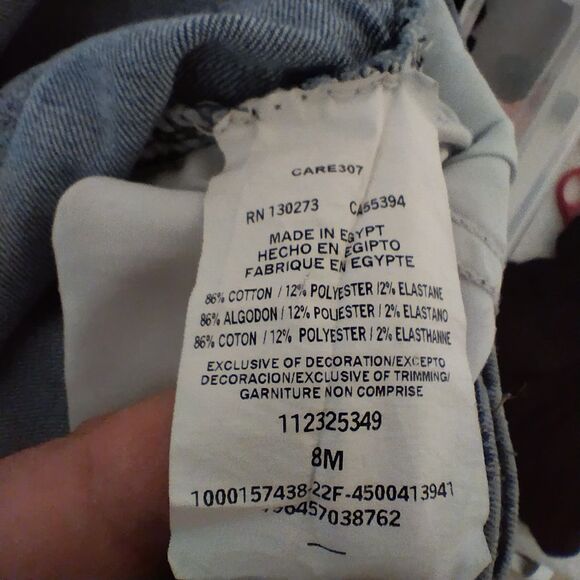 CARE307
RN 130273 CA55394
MADE IN EGYPT
HECHO EN EGIPTO
FABRIQUE EN EGYPTE
86% COTTON / 12% POLYESTER /2% ELASTANE
86% ALGODON / 12% POLIESTER / 2% ELASTANO
86% COTON / 12% POLYESTER / 2% ELASTHANNE
EXCLUSIVE OF DECORATION/EXCEPTO
DECORACION/EXCLUSIVE OF TRIMMING/
GARNITURE NON COMPRISE
112325349
8M
1000157438-22F-4500413941